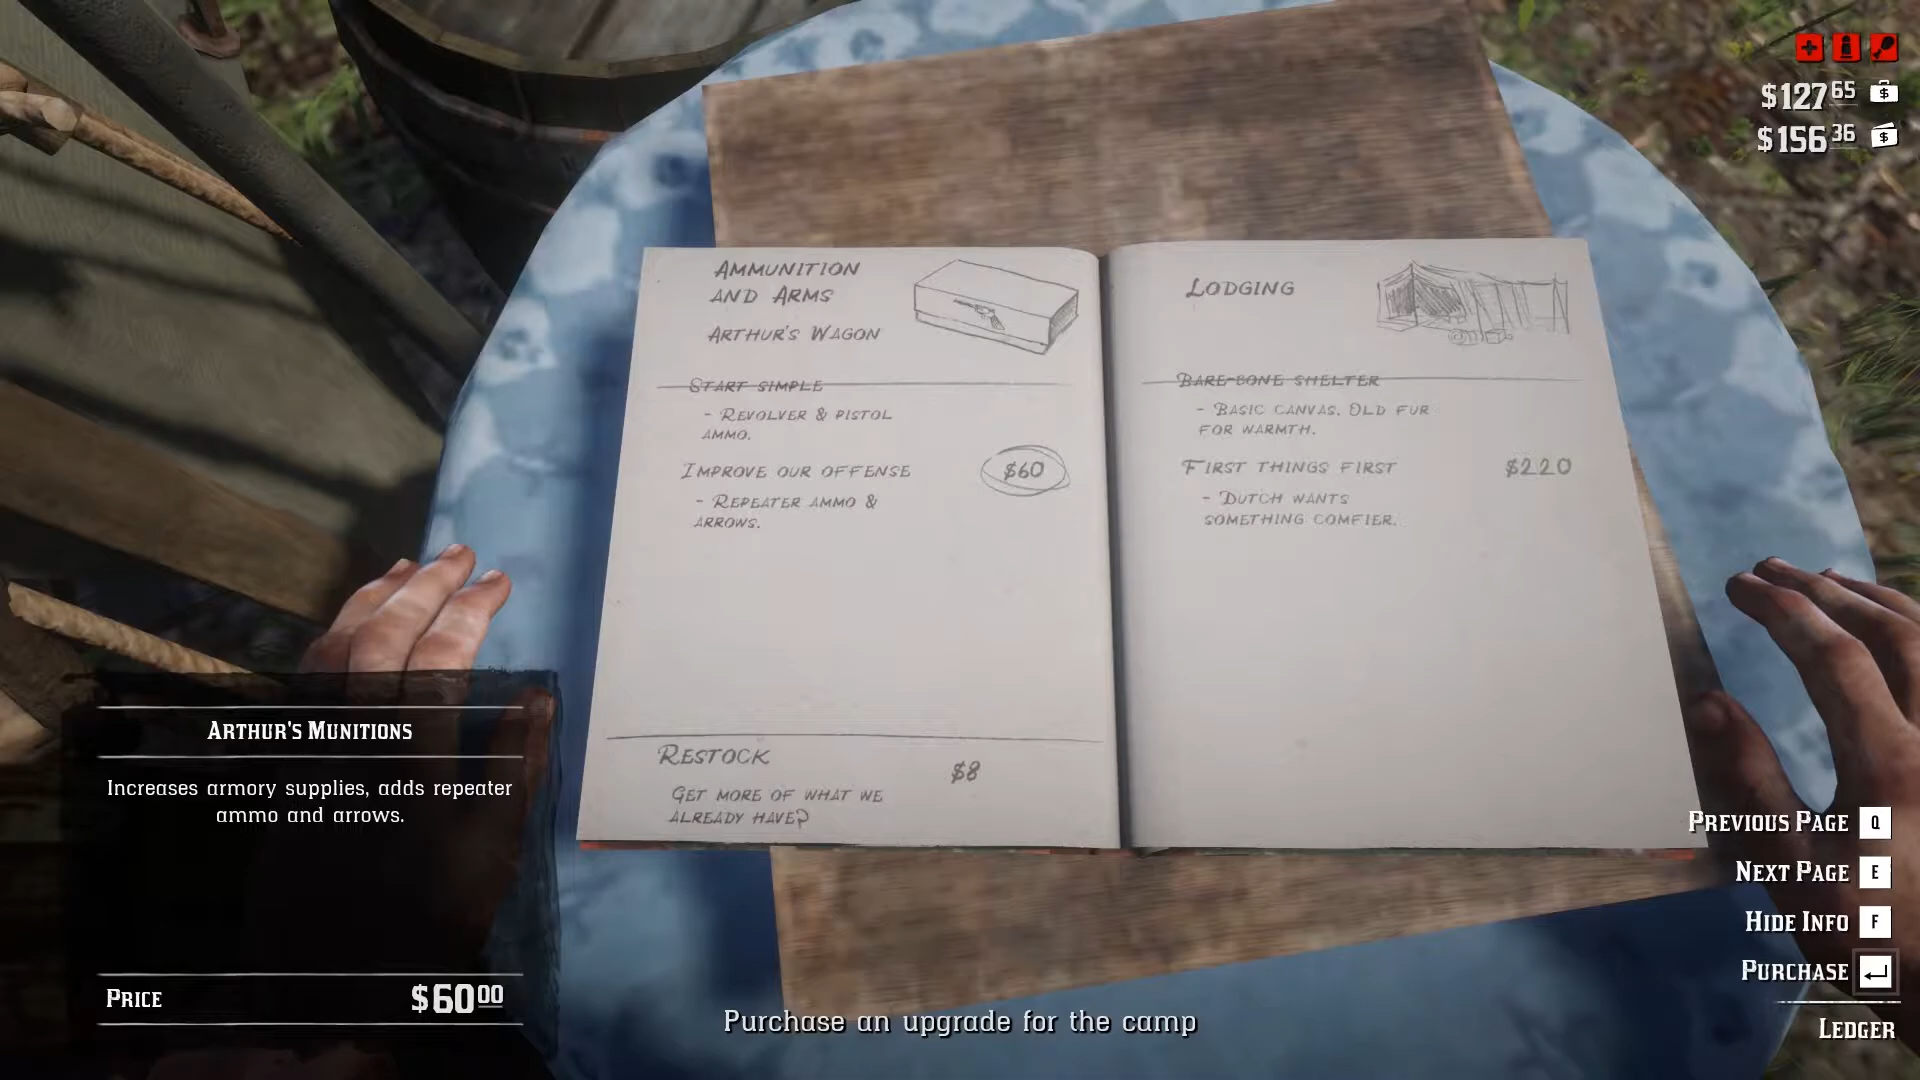 $127 65 $
$156 36 $
AMMUNITION
AND ARMS
ARTHUR'S WAGON
START SIMPLE
- REVOLVER & PISTOL
AMMO.
IMPROVE OUR OFFENSE $60
- REPEATER AMMO &
ARROWS.
RESTOCK $8
GET MORE OF WHAT WE
ALREADY HAVE?
LODGING
BARE-BONE SHELTER
- BASIC CANVAS. OLD FUR
FOR WARMTH.
FIRST THINGS FIRST $220
- DUTCH WANTS
SOMETHING COMFIER.
ARTHUR'S MUNITIONS
Increases armory supplies, adds repeater
ammo and arrows.
PRICE $60 00
Purchase an upgrade for the camp
PREVIOUS PAGE Q
NEXT PAGE E
HIDE INFO F
PURCHASE
LEDGER